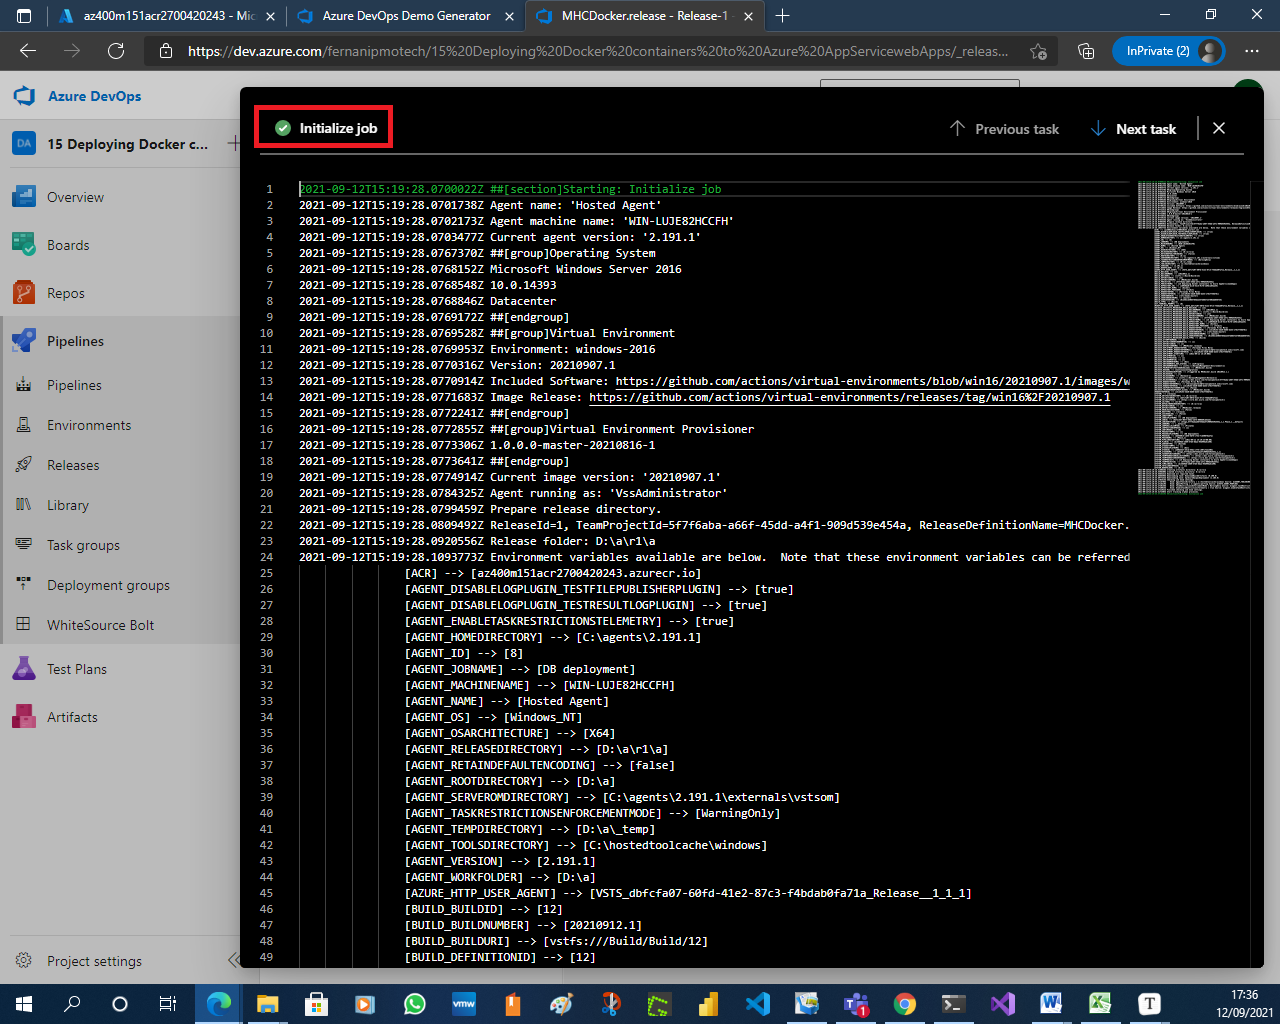 az400m151acr2700420243 - Mic
Azure DevOps Demo Generator
MHCDocker.release - Release-1 -
https://dev.azure.com/fernanipmotech/15%20Deploying%20Docker%20containers%20to%20Azure%20AppServicewebApps/_releas...
InPrivate (2)
Azure DevOps
DA
15 Deploying Docker c...
Overview
Boards
Repos
Pipelines
Pipelines
Environments
Releases
Library
Task groups
Deployment groups
WhiteSource Bolt
Test Plans
Artifacts
Project settings
Initialize job
Previous task
Next task
1 2021-09-12T15:19:28.0700022Z ##[section]Starting: Initialize job
2 2021-09-12T15:19:28.0701738Z Agent name: 'Hosted Agent'
3 2021-09-12T15:19:28.0702173Z Agent machine name: 'WIN-LUJE82HCCFH'
4 2021-09-12T15:19:28.0703477Z Current agent version: '2.191.1'
5 2021-09-12T15:19:28.0767370Z ##[group]Operating System
6 2021-09-12T15:19:28.0768152Z Microsoft Windows Server 2016
7 2021-09-12T15:19:28.0768548Z 10.0.14393
8 2021-09-12T15:19:28.0768846Z Datacenter
9 2021-09-12T15:19:28.0769172Z ##[endgroup]
10 2021-09-12T15:19:28.0769528Z ##[group]Virtual Environment
11 2021-09-12T15:19:28.0769953Z Environment: windows-2016
12 2021-09-12T15:19:28.0770316Z Version: 20210907.1
13 2021-09-12T15:19:28.0770914Z Included Software: https://github.com/actions/virtual-environments/blob/win16/20210907.1/images/w
14 2021-09-12T15:19:28.0771683Z Image Release: https://github.com/actions/virtual-environments/releases/tag/win16%2F20210907.1
15 2021-09-12T15:19:28.0772241Z ##[endgroup]
16 2021-09-12T15:19:28.0772855Z ##[group]Virtual Environment Provisioner
17 2021-09-12T15:19:28.0773306Z 1.0.0.0-master-20210816-1
18 2021-09-12T15:19:28.0773641Z ##[endgroup]
19 2021-09-12T15:19:28.0774914Z Current image version: '20210907.1'
20 2021-09-12T15:19:28.0784325Z Agent running as: 'VssAdministrator'
21 2021-09-12T15:19:28.0799459Z Prepare release directory.
22 2021-09-12T15:19:28.0809492Z ReleaseId=1, TeamProjectId=5f7f6aba-a66f-45dd-a4f1-909d539e454a, ReleaseDefinitionName=MHCDocker.
23 2021-09-12T15:19:28.0920556Z Release folder: D:\a\r1\a
24 2021-09-12T15:19:28.1093773Z Environment variables available are below.  Note that these environment variables can be referred
25 [ACR] --> [az400m151acr2700420243.azurecr.io]
26 [AGENT_DISABLELOGPLUGIN_TESTFILEPUBLISHERPLUGIN] --> [true]
27 [AGENT_DISABLELOGPLUGIN_TESTRESULTLOGPLUGIN] --> [true]
28 [AGENT_ENABLETASKRESTRICTIONSTELEMETRY] --> [true]
29 [AGENT_HOMEDIRECTORY] --> [C:\agents\2.191.1]
30 [AGENT_ID] --> [8]
31 [AGENT_JOBNAME] --> [DB deployment]
32 [AGENT_MACHINENAME] --> [WIN-LUJE82HCCFH]
33 [AGENT_NAME] --> [Hosted Agent]
34 [AGENT_OS] --> [Windows_NT]
35 [AGENT_OSARCHITECTURE] --> [X64]
36 [AGENT_RELEASEDIRECTORY] --> [D:\a\r1\a]
37 [AGENT_RETAINDEFAULTENCODING] --> [false]
38 [AGENT_ROOTDIRECTORY] --> [D:\a]
39 [AGENT_SERVEROMDIRECTORY] --> [C:\agents\2.191.1\externals\vstsom]
40 [AGENT_TASKRESTRICTIONSENFORCEMENTMODE] --> [WarningOnly]
41 [AGENT_TEMPDIRECTORY] --> [D:\a\_temp]
42 [AGENT_TOOLSDIRECTORY] --> [C:\hostedtoolcache\windows]
43 [AGENT_VERSION] --> [2.191.1]
44 [AGENT_WORKFOLDER] --> [D:\a]
45 [AZURE_HTTP_USER_AGENT] --> [VSTS_dbfcfa07-60fd-41e2-87c3-f4bdab0fa71a_Release__1_1_1]
46 [BUILD_BUILDID] --> [12]
47 [BUILD_BUILDNUMBER] --> [20210912.1]
48 [BUILD_BUILDURI] --> [vstfs:///Build/Build/12]
49 [BUILD_DEFINITIONID] --> [12]
vmw
1
T
17:36
12/09/2021